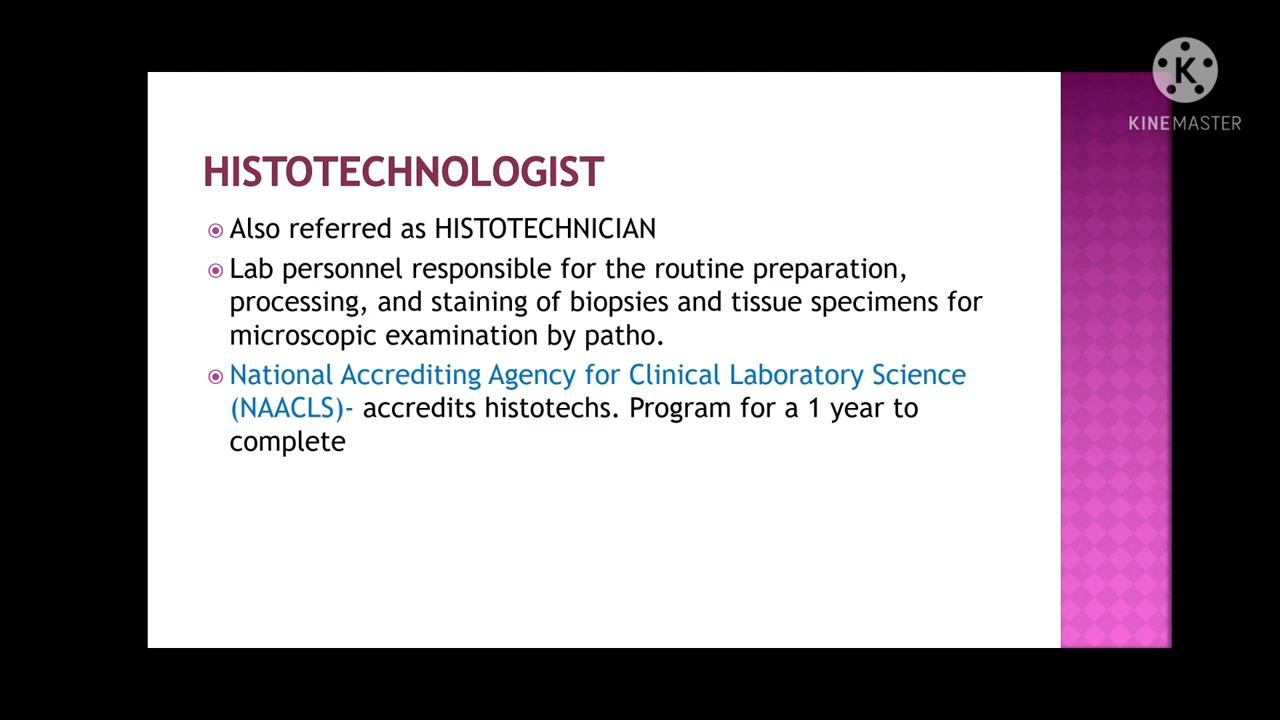 K
KINEMASTER
HISTOTECHNOLOGIST
Also referred as HISTOTECHNICIAN
Lab personnel responsible for the routine preparation,
processing, and staining of biopsies and tissue specimens for
microscopic examination by patho.
National Accrediting Agency for Clinical Laboratory Science
(NAACLS)- accredits histotechs. Program for a 1 year to
complete